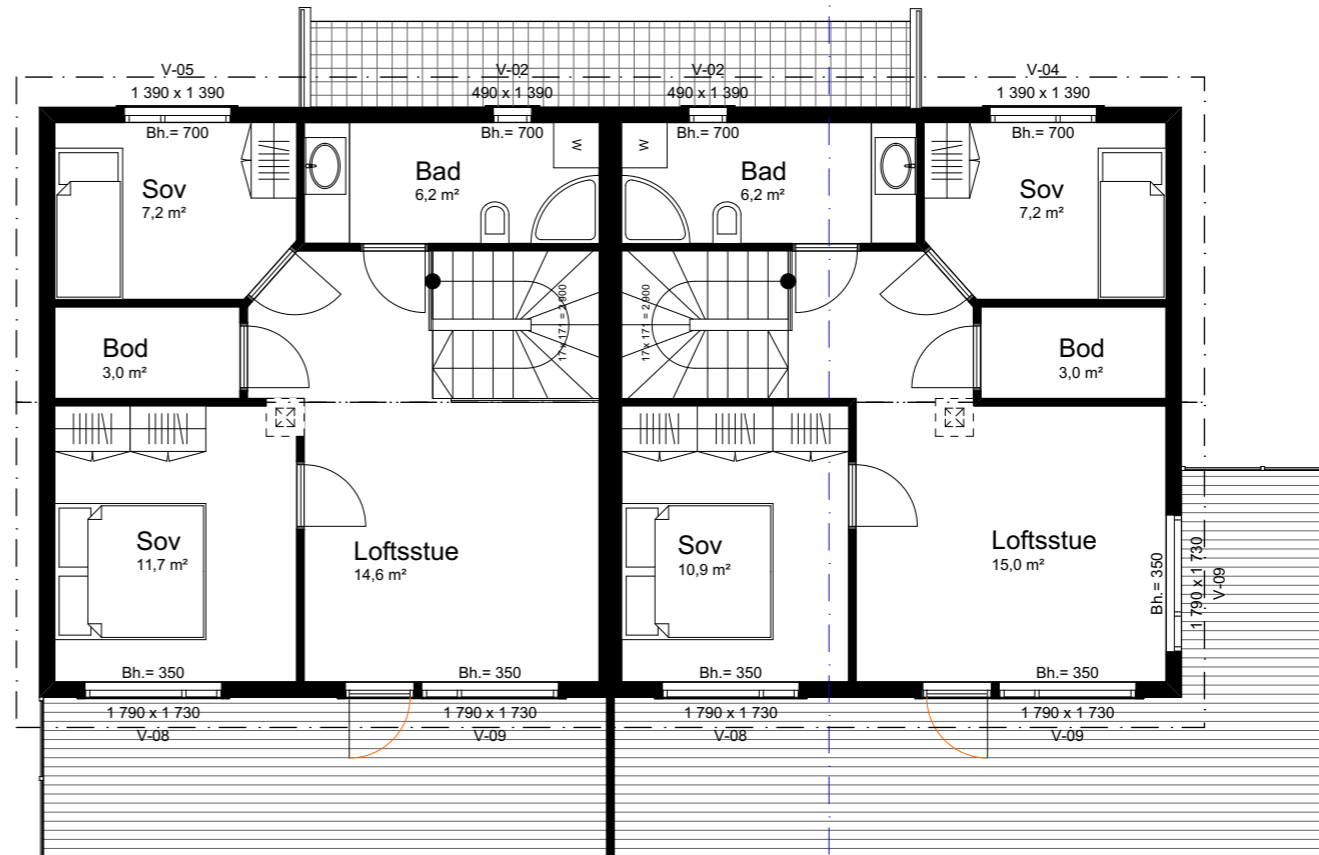 V-05
V-02
V-02
V-04
1 390 x 1 390
490 x 1 390
490 x 1 390
1 390 x 1 390
Bh.= 700
Bh.= 700
Bh.= 700
Bh.= 700
W
W
Sov
7,2 m²
Bad
6,2 m²
Bad
6,2 m²
Sov
7,2 m²
17 x 171 = 2 900
17 x 171 = 2 900
Bod
3,0 m²
Bod
3,0 m²
Sov
11,7 m²
Loftsstue
14,6 m²
Sov
10,9 m²
Loftsstue
15,0 m²
Bh.= 350
1 790 x 1 730
V-09
Bh.= 350
Bh.= 350
Bh.= 350
Bh.= 350
1 790 x 1 730
1 790 x 1 730
1 790 x 1 730
1 790 x 1 730
V-08
V-09
V-08
V-09